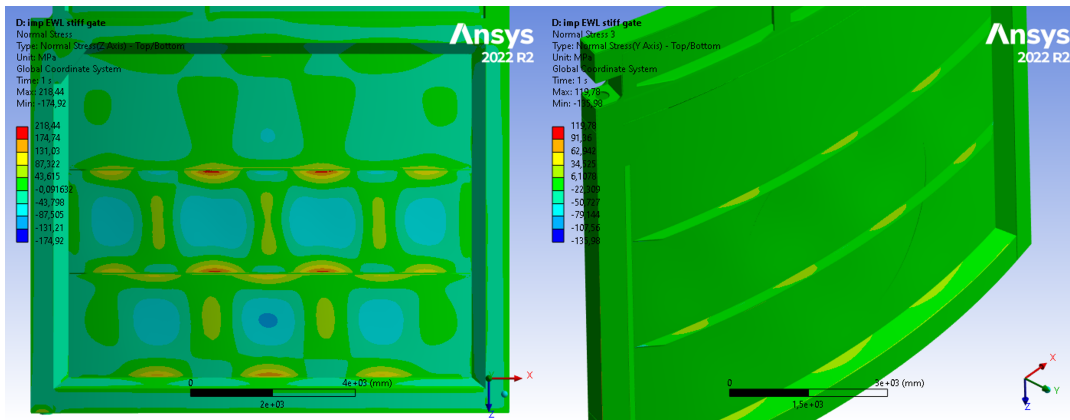 D: imp EWL stiff gate
Normal Stress
Type: Normal Stress(Z Axis) - Top/Bottom
Unit: MPa
Global Coordinate System
Time: 1 s
Max: 218,44
Min: -174,92
218,44
174,74
131,03
87,322
43,615
-0,091632
-43,798
-87,505
-131,21
-174,92
Ansys
2022 R2
0
4e+03 (mm)
2e+03
X
Z
D: imp EWL stiff gate
Normal Stress 3
Type: Normal Stress(Y Axis) - Top/Bottom
Unit: MPa
Global Coordinate System
Time: 1 s
Max: 119,78
Min: -135,98
119,78
91,36
62,942
34,525
6,1078
-22,309
-50,727
-79,144
-107,56
-135,98
Ansys
2022 R2
0
3e+03 (mm)
1,5e+03
X
Y
Z